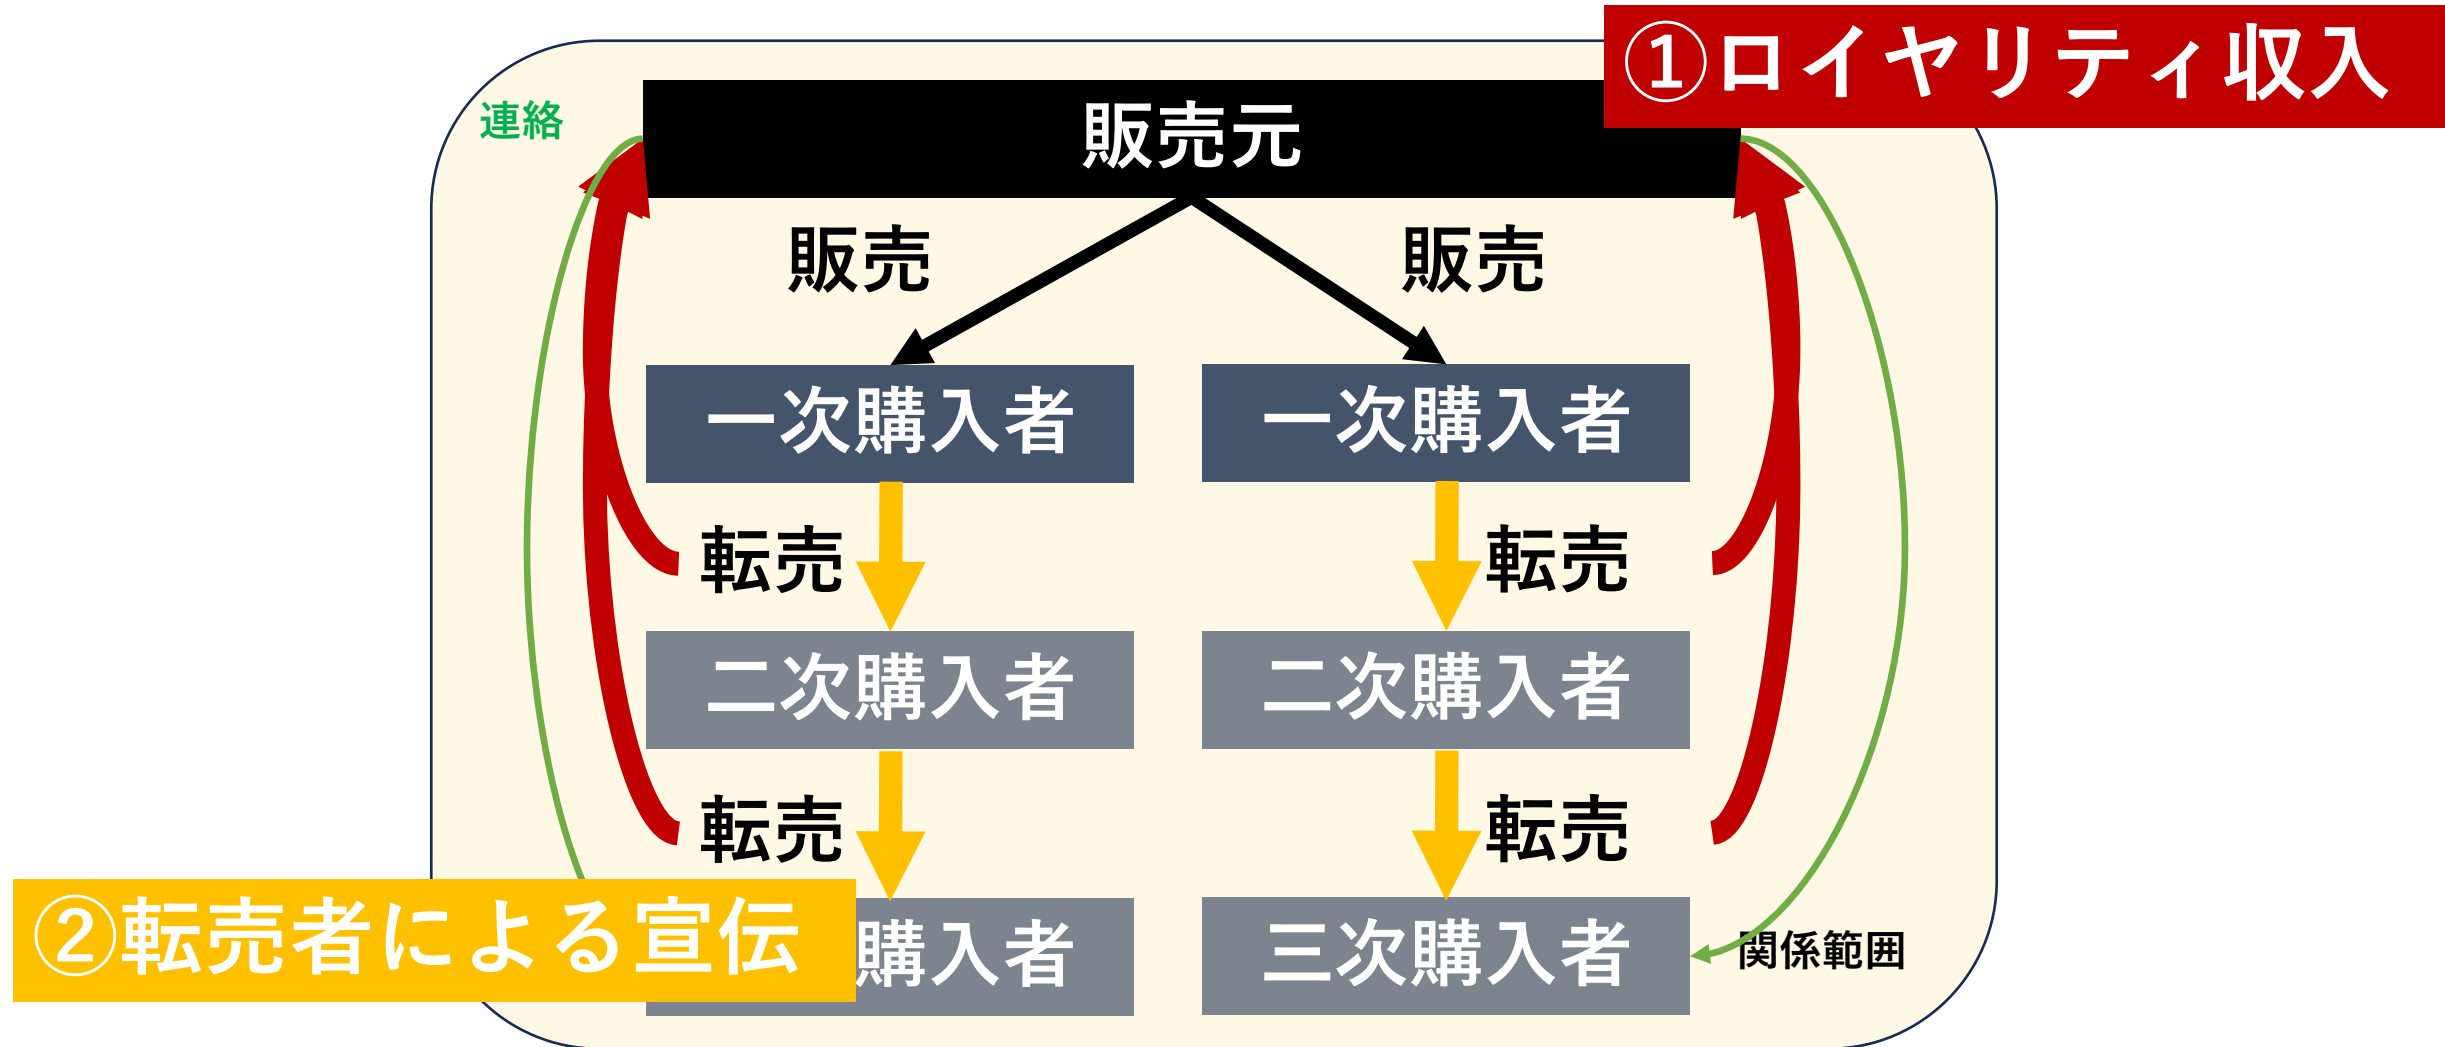 ①ロイヤリティ収入
連絡
販売元
販売
販売
一次購入者
一次購入者
転売
転売
二次購入者
二次購入者
転売
転売
②転売者による宣伝
購入者
三次購入者
関係範囲